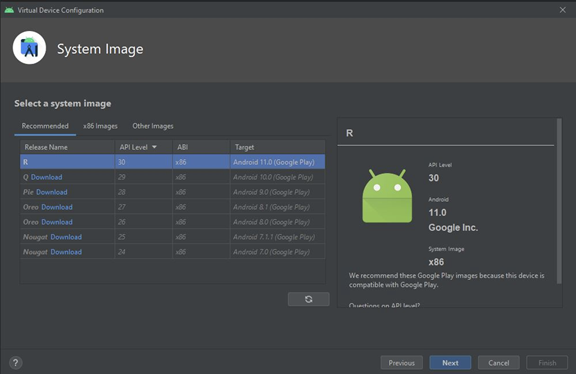 Virtual Device Configuration
System Image
Select a system image
Recommended x86 Images Other Images
Release Name API Level ABI Target
R 30 x86 Android 11.0 (Google Play)
Q Download 29 x86 Android 10.0 (Google Play)
Pie Download 28 x86 Android 9.0 (Google Play)
Oreo Download 27 x86 Android 8.1 (Google Play)
Oreo Download 26 x86 Android 8.0 (Google Play)
Nougat Download 25 x86 Android 7.1.1 (Google Play)
Nougat Download 24 x86 Android 7.0 (Google Play)
R
API Level
30
Android
11.0
Google Inc.
System Image
x86
We recommend these Google Play images because this device is
compatible with Google Play.
Questions on API level?
? Previous Next Cancel Finish